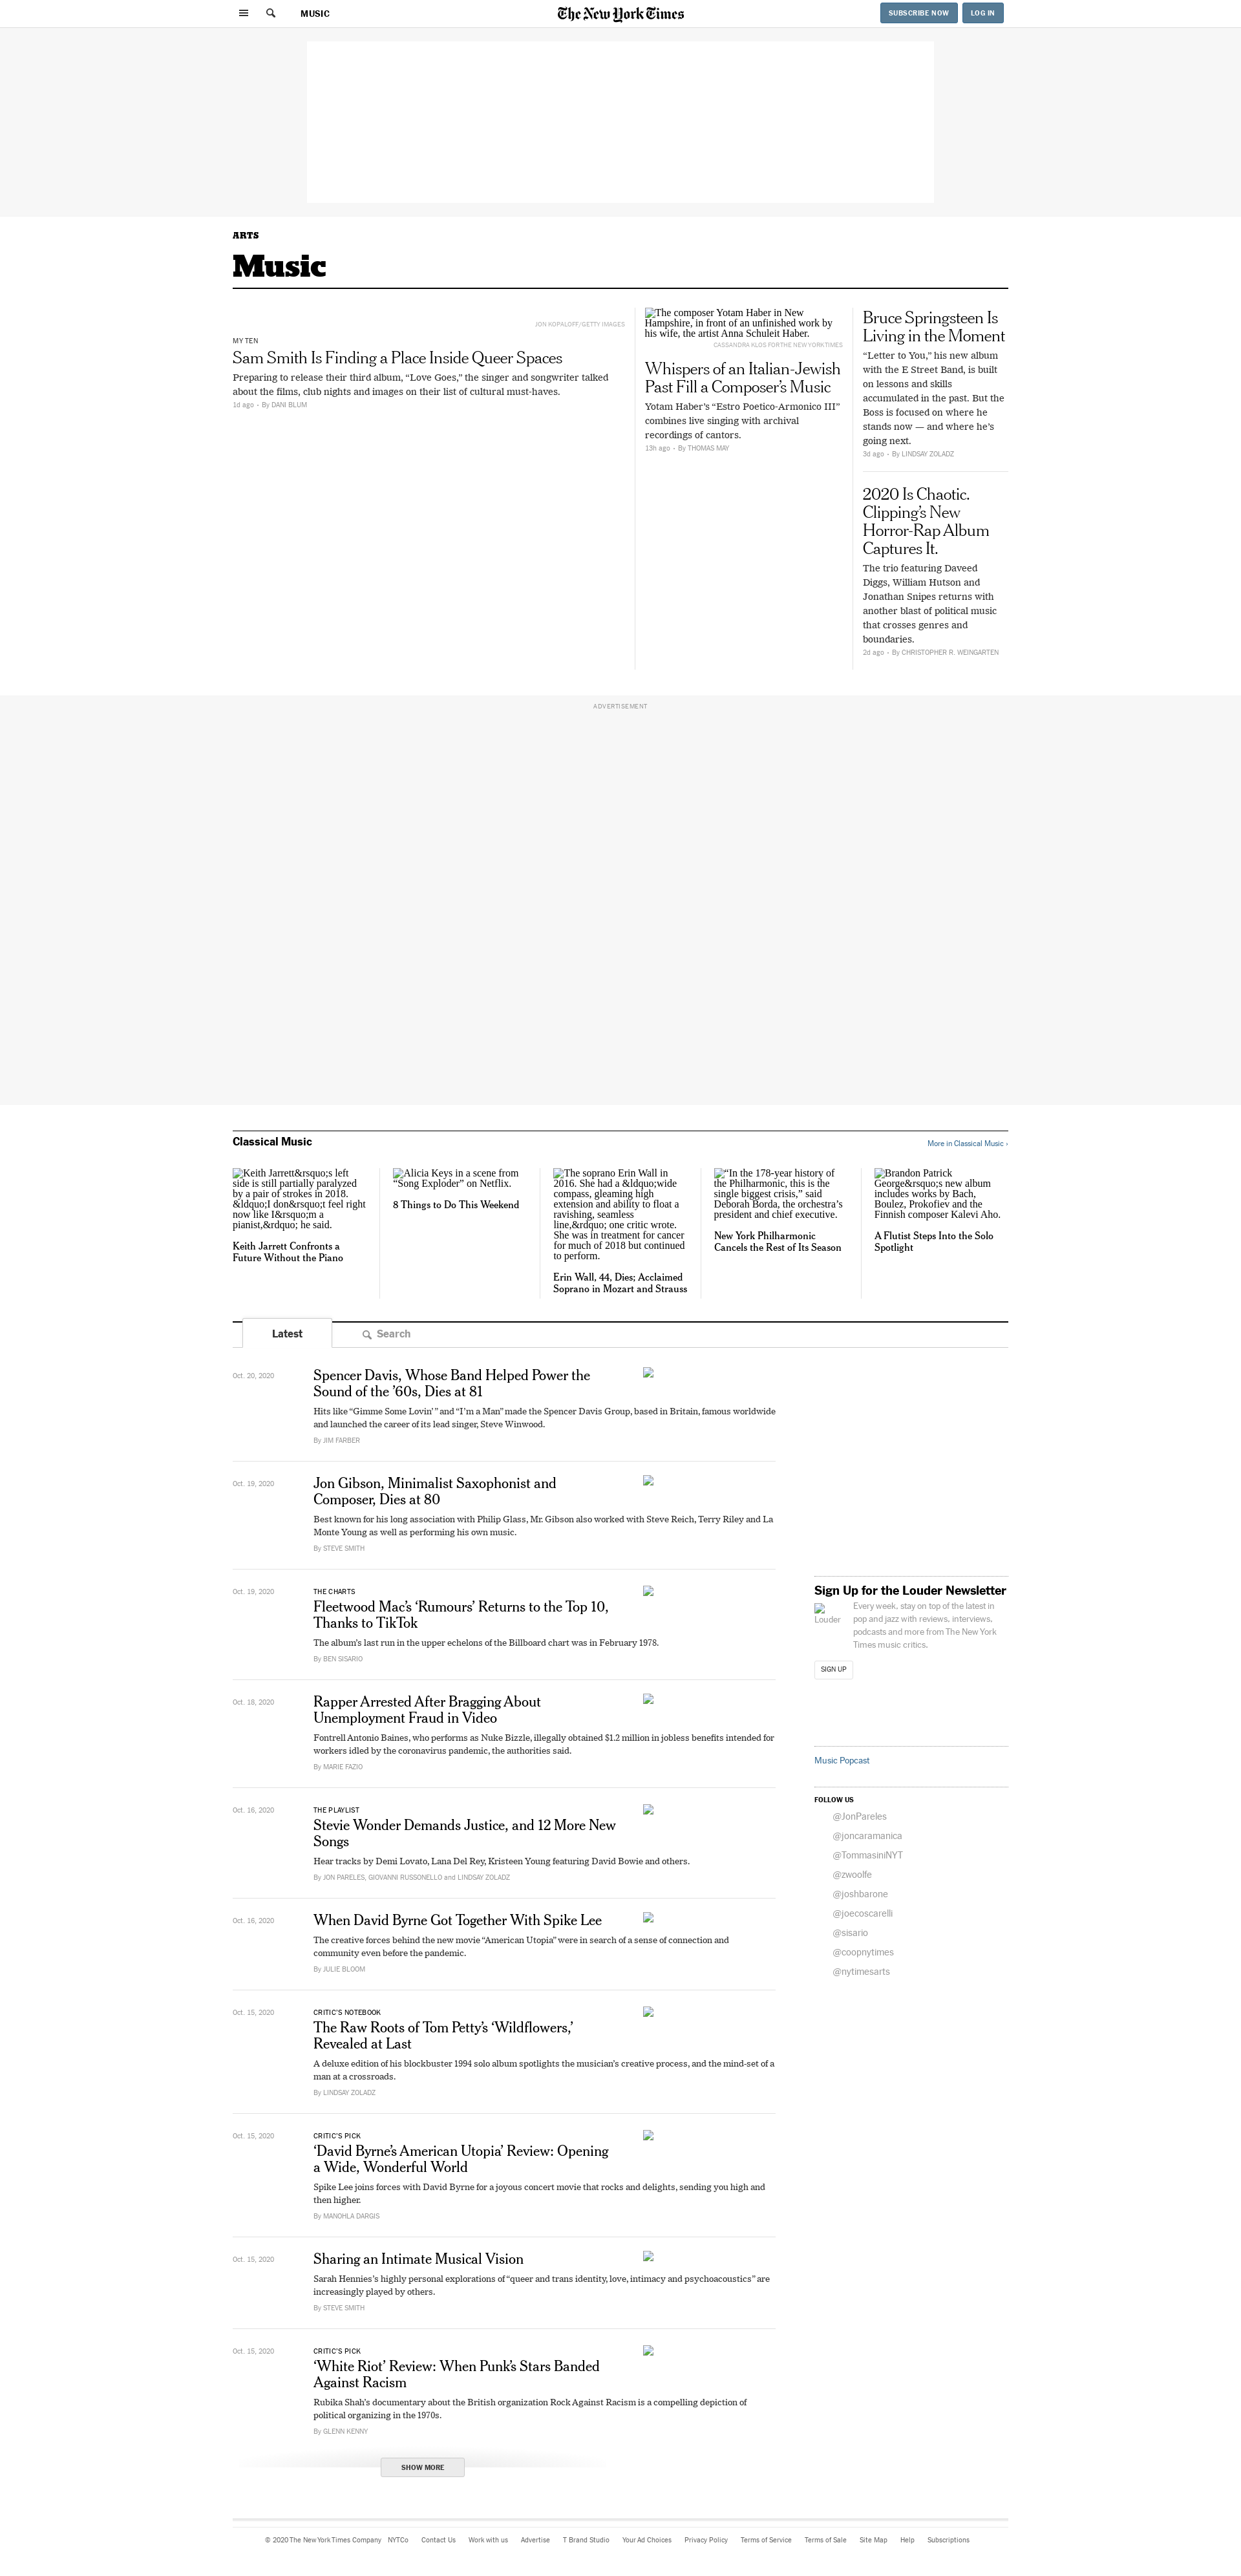 MUSIC
The New York Times
SUBSCRIBE NOW
LOG IN
ARTS
Music
JON KOPALOFF/GETTY IMAGES
MY TEN
Sam Smith Is Finding a Place Inside Queer Spaces
Preparing to release their third album, “Love Goes,” the singer and songwriter talked
about the films, club nights and images on their list of cultural must-haves.
1d ago - By DANI BLUM
The composer Yotam Haber in New
Hampshire, in front of an unfinished work by
his wife, the artist Anna Schuleit Haber.
CASSANDRA KLOS FOR THE NEW YORK TIMES
Whispers of an Italian-Jewish
Past Fill a Composer’s Music
Yotam Haber’s “Estro Poetico-Armonico III”
combines live singing with archival
recordings of cantors.
13h ago - By THOMAS MAY
Bruce Springsteen Is
Living in the Moment
“Letter to You,” his new album
with the E Street Band, is built
on lessons and skills
accumulated in the past. But the
Boss is focused on where he
stands now — and where he’s
going next.
3d ago - By LINDSAY ZOLADZ
2020 Is Chaotic.
Clipping’s New
Horror-Rap Album
Captures It.
The trio featuring Daveed
Diggs, William Hutson and
Jonathan Snipes returns with
another blast of political music
that crosses genres and
boundaries.
2d ago - By CHRISTOPHER R. WEINGARTEN
ADVERTISEMENT
Classical Music
More in Classical Music ›
Keith Jarrett&rsquo;s left
side is still partially paralyzed
by a pair of strokes in 2018.
&ldquo;I don&rsquo;t feel right
now like I&rsquo;m a
pianist,&rdquo; he said.
Keith Jarrett Confronts a
Future Without the Piano
Alicia Keys in a scene from
“Song Exploder” on Netflix.
8 Things to Do This Weekend
The soprano Erin Wall in
2016. She had a &ldquo;wide
compass, gleaming high
extension and ability to float a
ravishing, seamless
line,&rdquo; one critic wrote.
She was in treatment for cancer
for much of 2018 but continued
to perform.
Erin Wall, 44, Dies; Acclaimed
Soprano in Mozart and Strauss
“In the 178-year history of
the Philharmonic, this is the
single biggest crisis,” said
Deborah Borda, the orchestra’s
president and chief executive.
New York Philharmonic
Cancels the Rest of Its Season
Brandon Patrick
George&rsquo;s new album
includes works by Bach,
Boulez, Prokofiev and the
Finnish composer Kalevi Aho.
A Flutist Steps Into the Solo
Spotlight
Latest
Search
Oct. 20, 2020
Spencer Davis, Whose Band Helped Power the
Sound of the ’60s, Dies at 81
Hits like “Gimme Some Lovin’ ” and “I’m a Man” made the Spencer Davis Group, based in Britain, famous worldwide
and launched the career of its lead singer, Steve Winwood.
By JIM FARBER
Oct. 19, 2020
Jon Gibson, Minimalist Saxophonist and
Composer, Dies at 80
Best known for his long association with Philip Glass, Mr. Gibson also worked with Steve Reich, Terry Riley and La
Monte Young as well as performing his own music.
By STEVE SMITH
Oct. 19, 2020
THE CHARTS
Fleetwood Mac’s ‘Rumours’ Returns to the Top 10,
Thanks to TikTok
The album’s last run in the upper echelons of the Billboard chart was in February 1978.
By BEN SISARIO
Oct. 18, 2020
Rapper Arrested After Bragging About
Unemployment Fraud in Video
Fontrell Antonio Baines, who performs as Nuke Bizzle, illegally obtained $1.2 million in jobless benefits intended for
workers idled by the coronavirus pandemic, the authorities said.
By MARIE FAZIO
Oct. 16, 2020
THE PLAYLIST
Stevie Wonder Demands Justice, and 12 More New
Songs
Hear tracks by Demi Lovato, Lana Del Rey, Kristeen Young featuring David Bowie and others.
By JON PARELES, GIOVANNI RUSSONELLO and LINDSAY ZOLADZ
Oct. 16, 2020
When David Byrne Got Together With Spike Lee
The creative forces behind the new movie “American Utopia” were in search of a sense of connection and
community even before the pandemic.
By JULIE BLOOM
Oct. 15, 2020
CRITIC’S NOTEBOOK
The Raw Roots of Tom Petty’s ‘Wildflowers,’
Revealed at Last
A deluxe edition of his blockbuster 1994 solo album spotlights the musician’s creative process, and the mind-set of a
man at a crossroads.
By LINDSAY ZOLADZ
Oct. 15, 2020
CRITIC’S PICK
‘David Byrne’s American Utopia’ Review: Opening
a Wide, Wonderful World
Spike Lee joins forces with David Byrne for a joyous concert movie that rocks and delights, sending you high and
then higher.
By MANOHLA DARGIS
Oct. 15, 2020
Sharing an Intimate Musical Vision
Sarah Hennies’s highly personal explorations of “queer and trans identity, love, intimacy and psychoacoustics” are
increasingly played by others.
By STEVE SMITH
Oct. 15, 2020
CRITIC’S PICK
‘White Riot’ Review: When Punk’s Stars Banded
Against Racism
Rubika Shah’s documentary about the British organization Rock Against Racism is a compelling depiction of
political organizing in the 1970s.
By GLENN KENNY
SHOW MORE
Sign Up for the Louder Newsletter
Louder
Every week, stay on top of the latest in
pop and jazz with reviews, interviews,
podcasts and more from The New York
Times music critics.
SIGN UP
Music Popcast
FOLLOW US
@JonPareles
@joncaramanica
@TommasiniNYT
@zwoolfe
@joshbarone
@joecoscarelli
@sisario
@coopnytimes
@nytimesarts
© 2020 The New York Times Company NYTCo Contact Us Work with us Advertise T Brand Studio Your Ad Choices Privacy Policy Terms of Service Terms of Sale Site Map Help Subscriptions